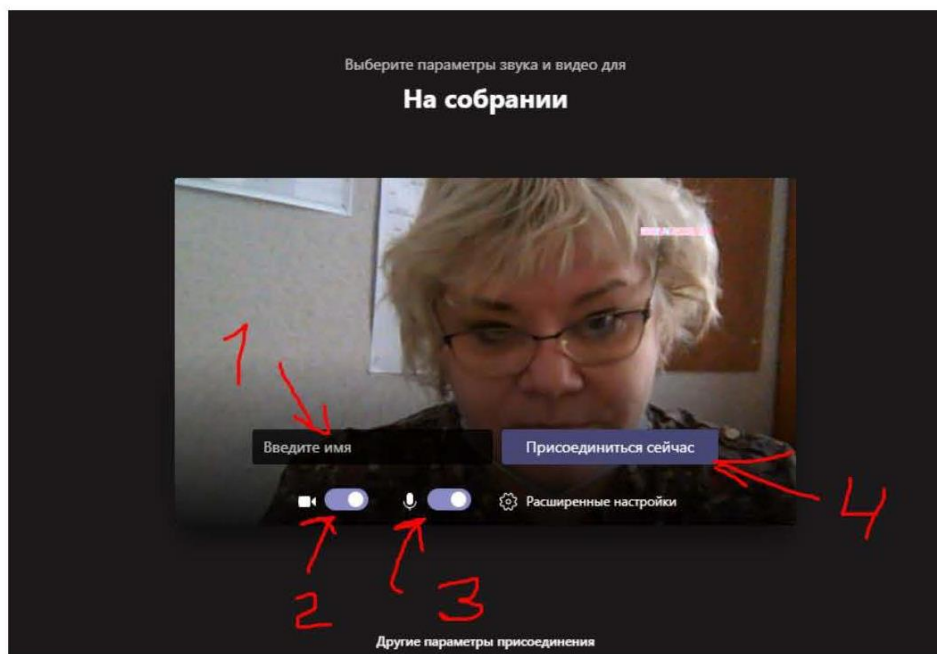 Выберите параметры звука и видео для
На собрании
1
Введите имя
Присоединиться сейчас
Расширенные настройки
2
3
4
Другие параметры присоединения